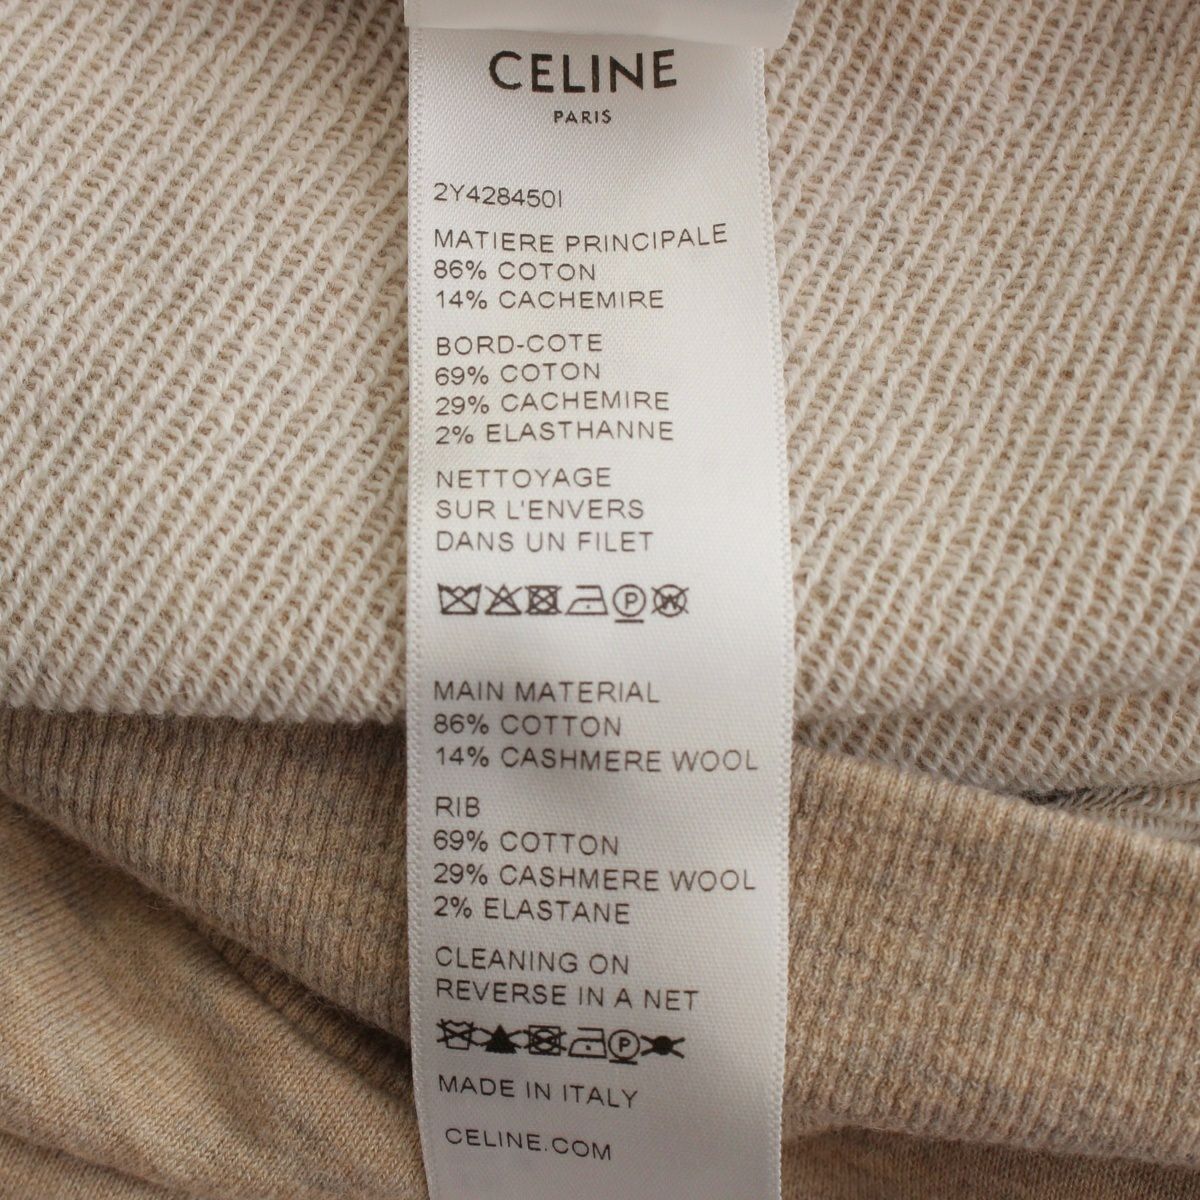 CELINE
PARIS
2Y428450I
MATIERE PRINCIPALE
86% COTON
14% CACHEMIRE
BORD-COTE
69% COTON
29% CACHEMIRE
2% ELASTHANNE
NETTOYAGE
SUR L'ENVERS
DANS UN FILET
P W
MAIN MATERIAL
86% COTTON
14% CASHMERE WOOL
RIB
69% COTTON
29% CASHMERE WOOL
2% ELASTANE
CLEANING ON
REVERSE IN A NET
P
MADE IN ITALY
CELINE.COM